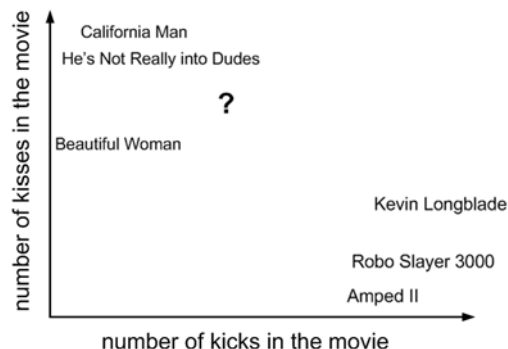 California Man
He's Not Really into Dudes
?
Beautiful Woman
Kevin Longblade
Robo Slayer 3000
Amped II
number of kisses in the movie
number of kicks in the movie